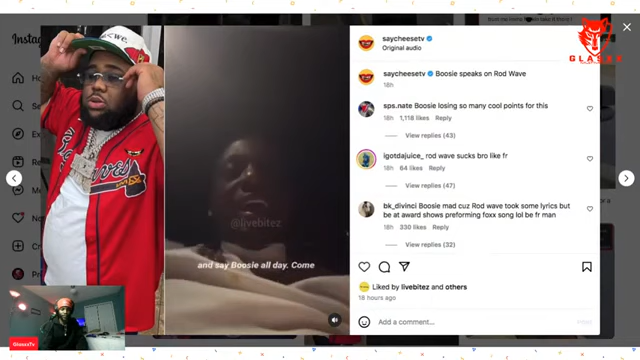 Instag
saycheesetv
Original audio
GLASSX
saycheesetv Boosie speaks on Rod Wave
18h
sps.nate Boosie losing so many cool points for this
18h 1,118 likes Reply
View replies (43)
igotdajuice_ rod wave sucks bro like fr
18h 64 likes Reply
View replies (47)
bk_divinci Boosie mad cuz Rod wave took some lyrics but
be at award shows preforming foxx song lol be fr man
18h 330 likes Reply
View replies (32)
@livebitez
and say Boosie all day. Come
Liked by livebitez and others
18 hours ago
Add a comment...
GlassxTv